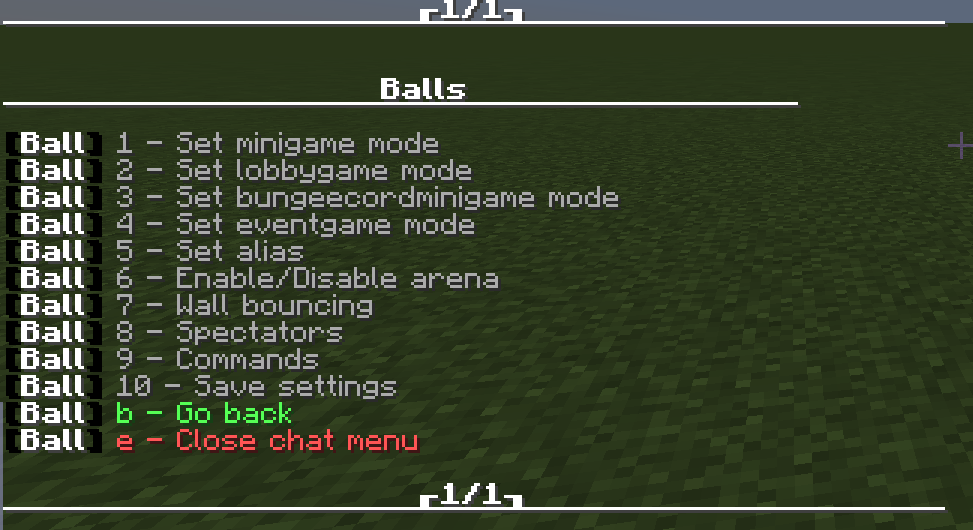 ┌1/1┐
Balls
[Ball] 1 - Set minigame mode
[Ball] 2 - Set lobbygame mode
[Ball] 3 - Set bungeecordminigame mode
[Ball] 4 - Set eventgame mode
[Ball] 5 - Set alias
[Ball] 6 - Enable/Disable arena
[Ball] 7 - Wall bouncing
[Ball] 8 - Spectators
[Ball] 9 - Commands
[Ball] 10 - Save settings
[Ball] b - Go back
[Ball] e - Close chat menu
┌1/1┐